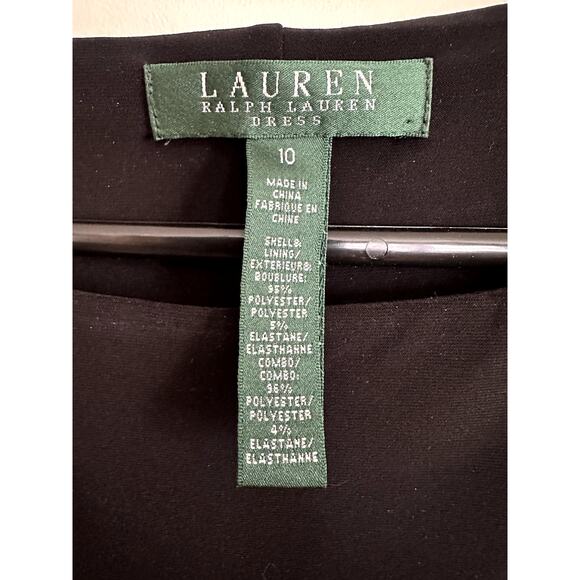 LAUREN
RALPH LAUREN
DRESS
10
MADE IN
CHINA
FABRIQUE EN
CHINE
SHELL&
LINING/
EXTERIEUR&
DOUBLURE:
95%
POLYESTER/
POLYESTER
5%
ELASTANE/
ELASTHANNE
COMBO/
COMBO:
96%
POLYESTER/
POLYESTER
4%
ELASTANE/
ELASTHANNE